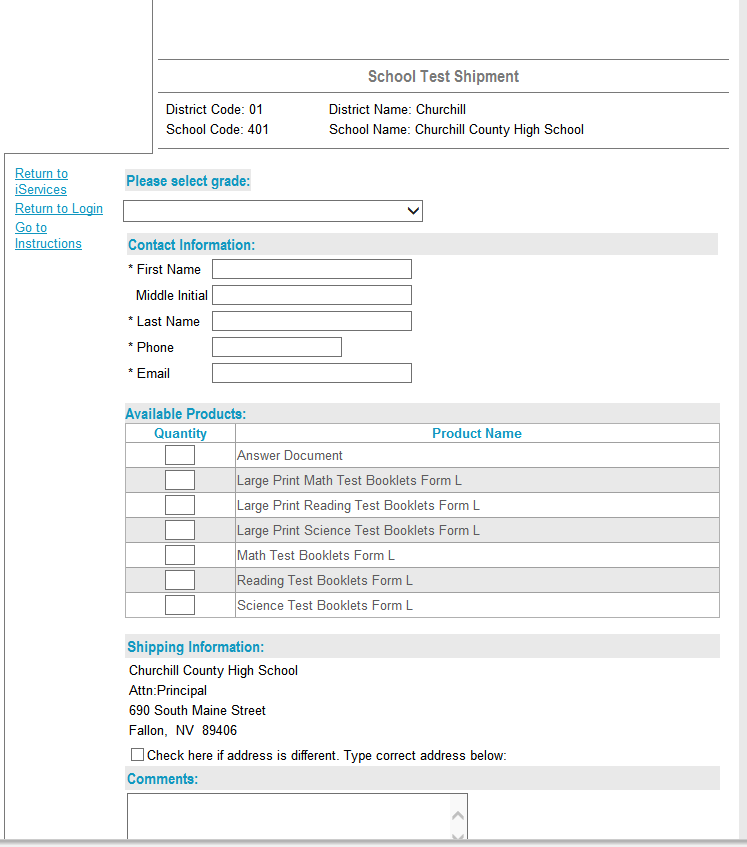 School Test Shipment
District Code: 01 District Name: Churchill
School Code: 401 School Name: Churchill County High School
Return to
iServices
Return to Login
Go to
Instructions
Please select grade:
Contact Information:
* First Name
Middle Initial
* Last Name
* Phone
* Email
Available Products:
Quantity Product Name
Answer Document
Large Print Math Test Booklets Form L
Large Print Reading Test Booklets Form L
Large Print Science Test Booklets Form L
Math Test Booklets Form L
Reading Test Booklets Form L
Science Test Booklets Form L
Shipping Information:
Churchill County High School
Attn:Principal
690 South Maine Street
Fallon, NV 89406
Check here if address is different. Type correct address below:
Comments: